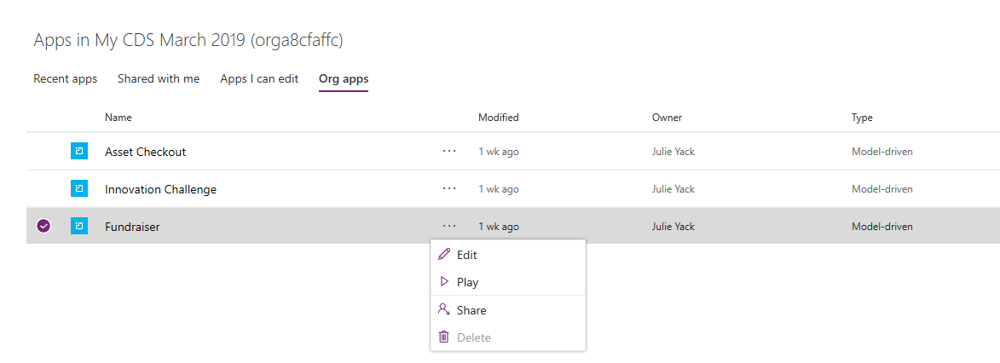 Apps in My CDS March 2019 (orga8cfaffc)
Recent apps Shared with me Apps I can edit Org apps
Name Modified Owner Type
Asset Checkout ... 1 wk ago Julie Yack Model-driven
Innovation Challenge ... 1 wk ago Julie Yack Model-driven
Fundraiser ... 1 wk ago Julie Yack Model-driven
Edit
Play
Share
Delete